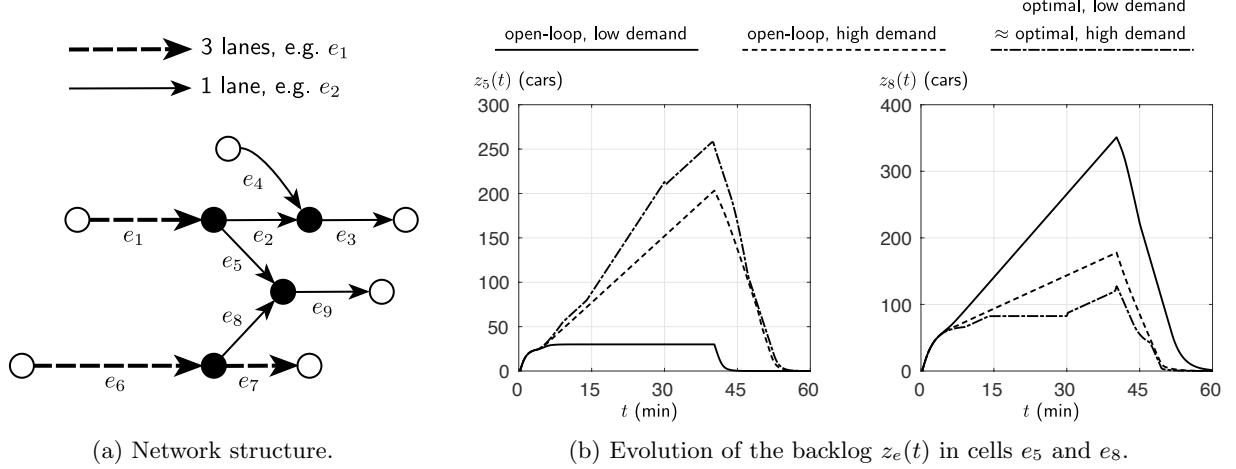 3 lanes, e.g. e₁
1 lane, e.g. e₂
e₄
e₁
e₂
e₃
e₅
e₈
e₉
e₆
e₇
(a) Network structure.
optimal, low demand
open-loop, low demand
open-loop, high demand
≈ optimal, high demand
z₅(t) (cars)
300
250
200
150
100
50
0
0 15 30 45 60
t (min)
z₈(t) (cars)
400
300
200
100
0
0 15 30 45 60
t (min)
(b) Evolution of the backlog zₑ(t) in cells e₅ and e₈.